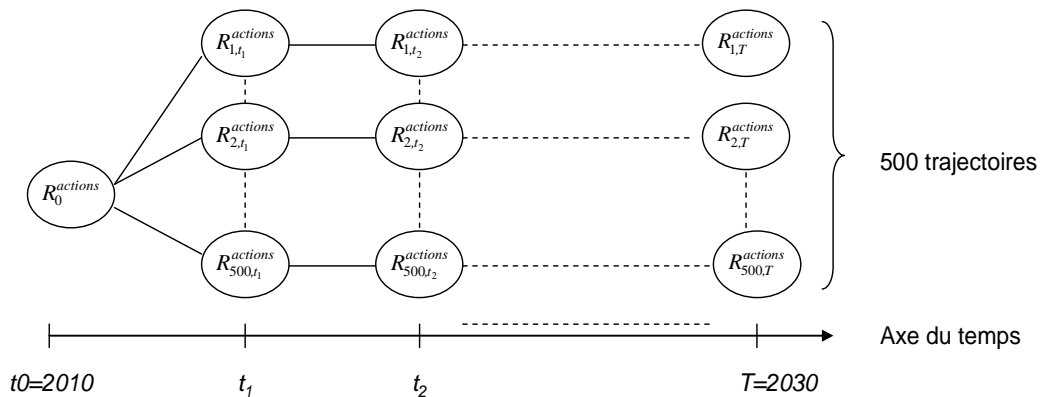 R_{1,t_1}^{actions} R_{1,t_2}^{actions} R_{1,T}^{actions}
R_{2,t_1}^{actions} R_{2,t_2}^{actions} R_{2,T}^{actions}
500 trajectoires
R_0^{actions}
R_{500,t_1}^{actions} R_{500,t_2}^{actions} R_{500,T}^{actions}
Axe du temps
t0=2010 t_1 t_2 T=2030